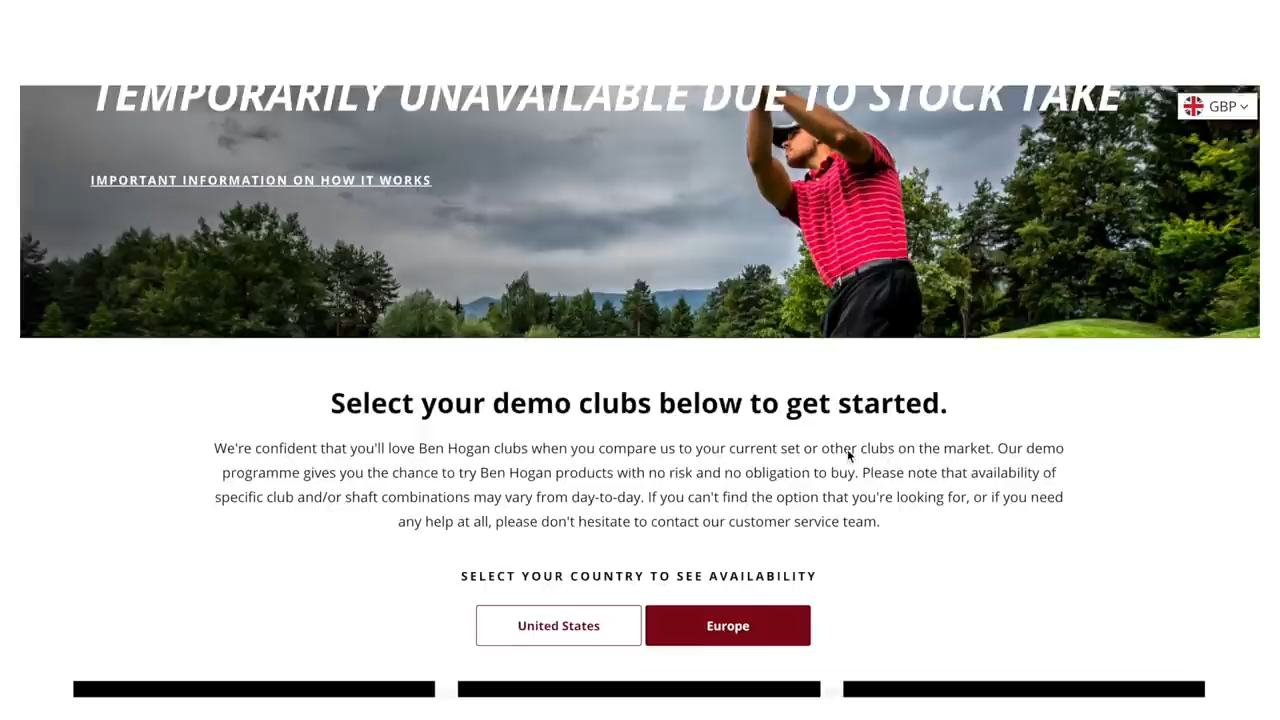 TEMPORARILY UNAVAILABLE DUE TO STOCK TAKE
GBP
IMPORTANT INFORMATION ON HOW IT WORKS
Select your demo clubs below to get started.
We're confident that you'll love Ben Hogan clubs when you compare us to your current set or other clubs on the market. Our demo
programme gives you the chance to try Ben Hogan products with no risk and no obligation to buy. Please note that availability of
specific club and/or shaft combinations may vary from day-to-day. If you can't find the option that you're looking for, or if you need
any help at all, please don't hesitate to contact our customer service team.
SELECT YOUR COUNTRY TO SEE AVAILABILITY
United States
Europe